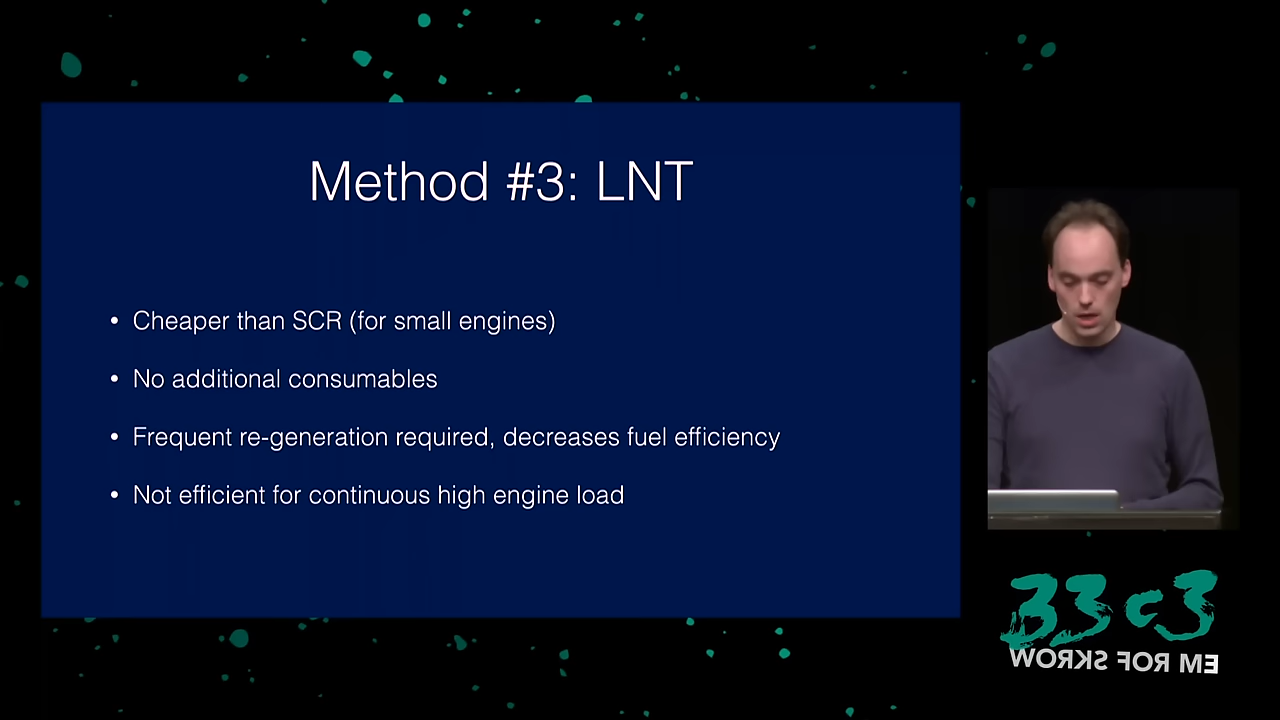 Method #3: LNT
• Cheaper than SCR (for small engines)
• No additional consumables
• Frequent re-generation required, decreases fuel efficiency
• Not efficient for continuous high engine load
33c3
WORKS FOR ME